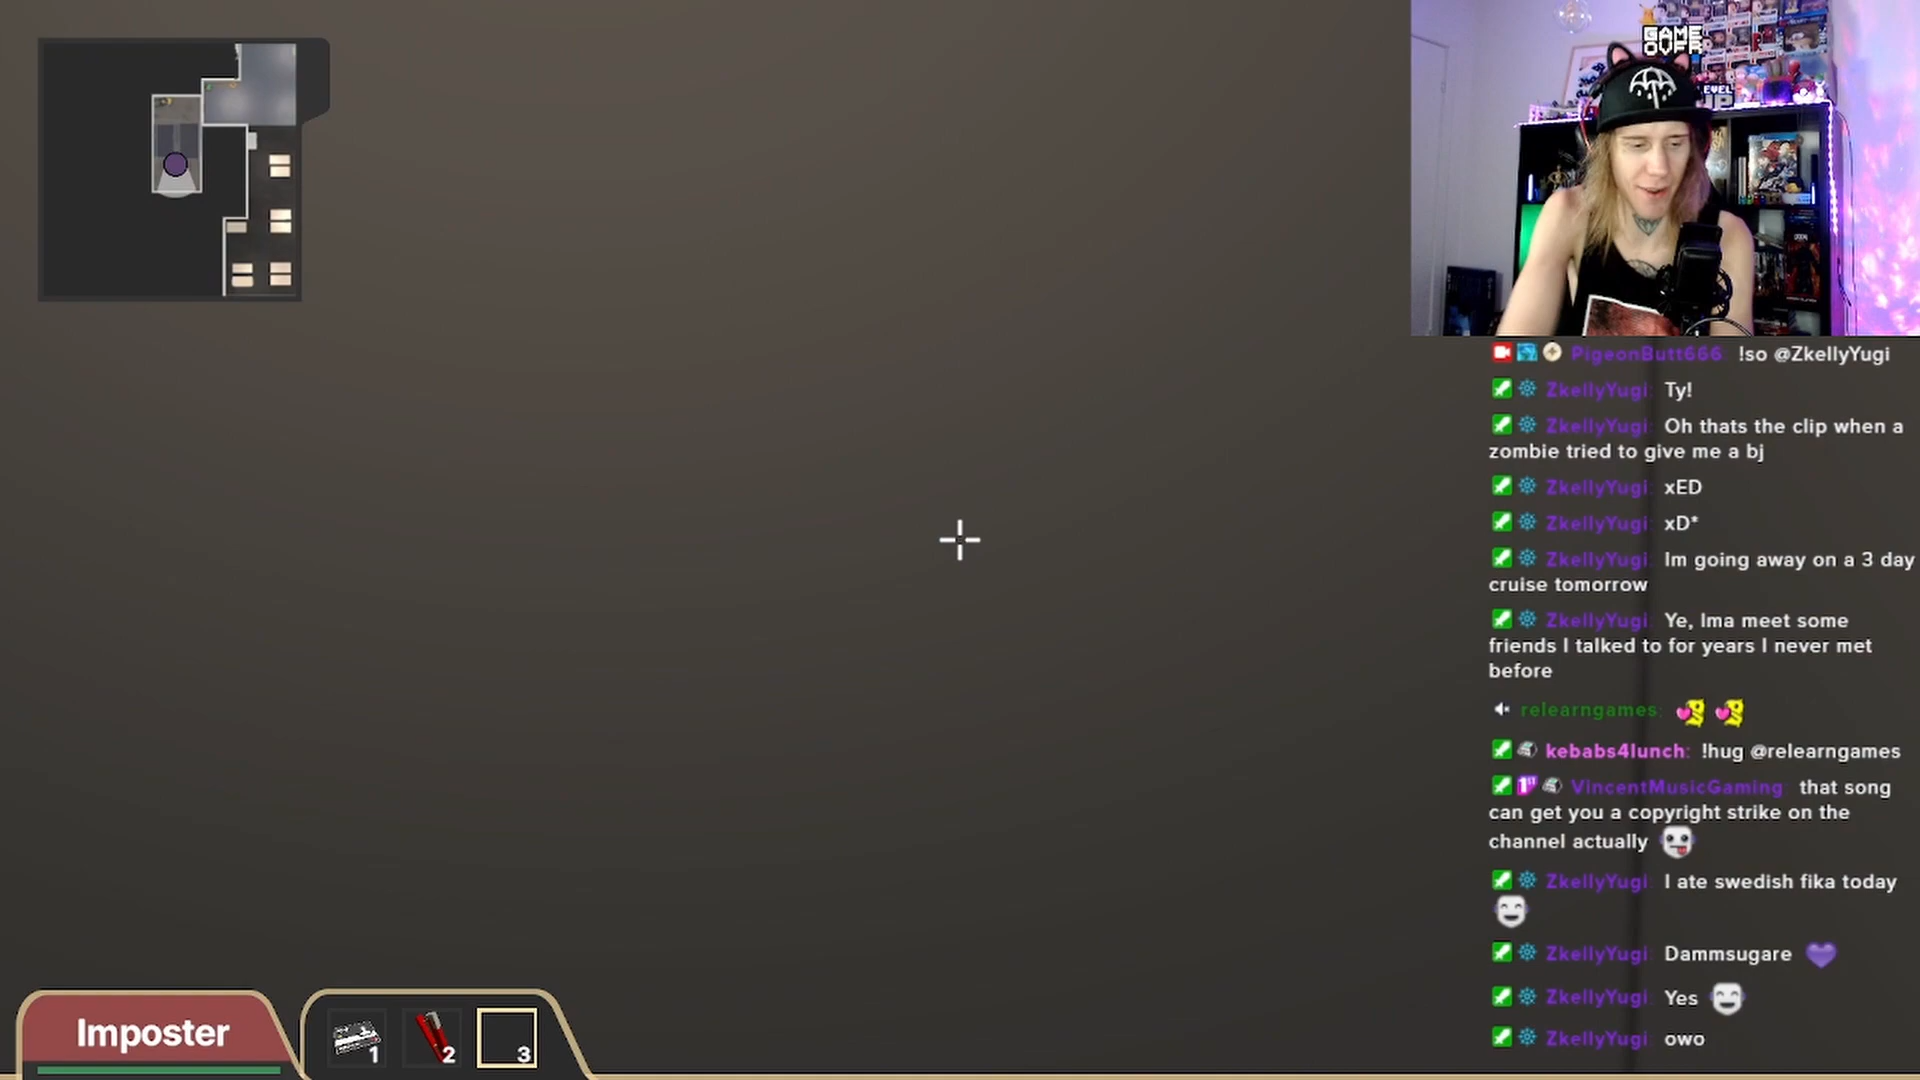 GAME
OVER
LEVEL
UP
PigeonButt666: !so @ZkellyYugi
ZkellyYugi: Ty!
ZkellyYugi: Oh thats the clip when a
zombie tried to give me a bj
ZkellyYugi: xED
ZkellyYugi: xD*
ZkellyYugi: Im going away on a 3 day
cruise tomorrow
ZkellyYugi: Ye, Ima meet some
friends I talked to for years I never met
before
relearngames:
kebabs4lunch: !hug @relearngames
1ST VincentMusicGaming: that song
can get you a copyright strike on the
channel actually
ZkellyYugi: I ate swedish fika today
ZkellyYugi: Dammsugare
ZkellyYugi: Yes
ZkellyYugi: owo
Imposter
1 2 3